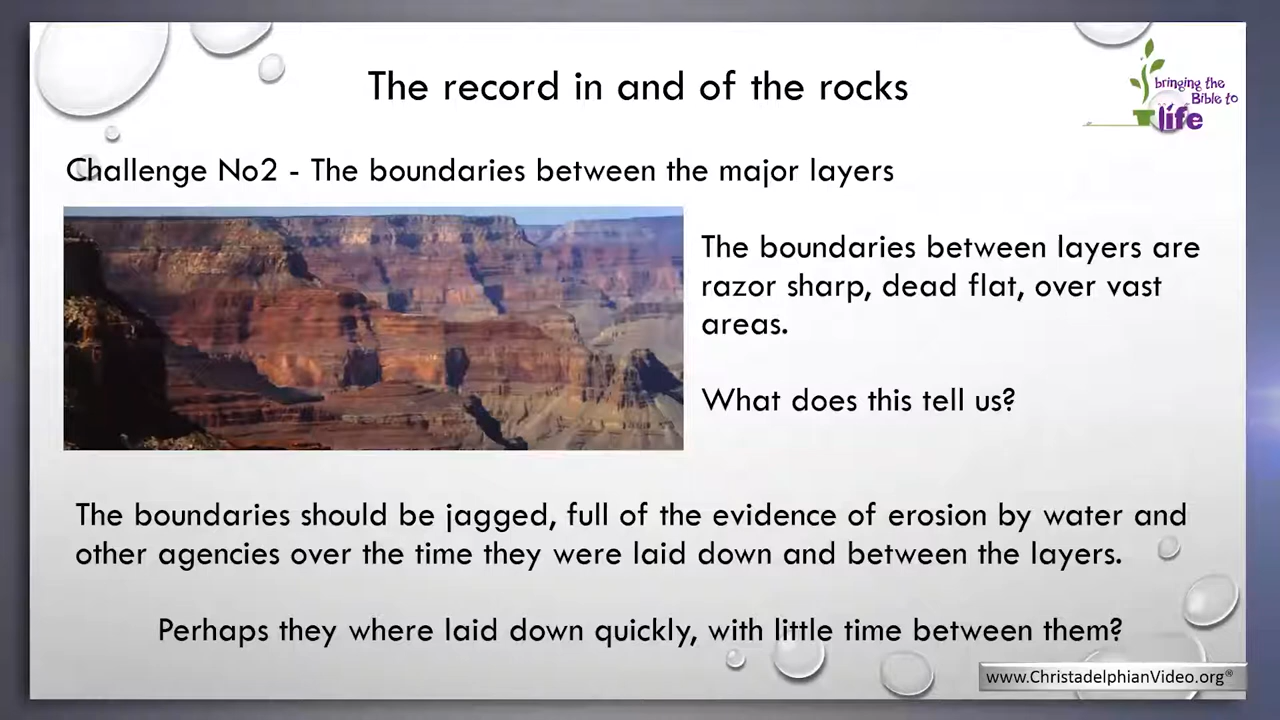 The record in and of the rocks
bringing the
Bible to
life
Challenge No2 - The boundaries between the major layers
The boundaries between layers are
razor sharp, dead flat, over vast
areas.
What does this tell us?
The boundaries should be jagged, full of the evidence of erosion by water and
other agencies over the time they were laid down and between the layers.
Perhaps they where laid down quickly, with little time between them?
www.ChristadelphianVideo.org®